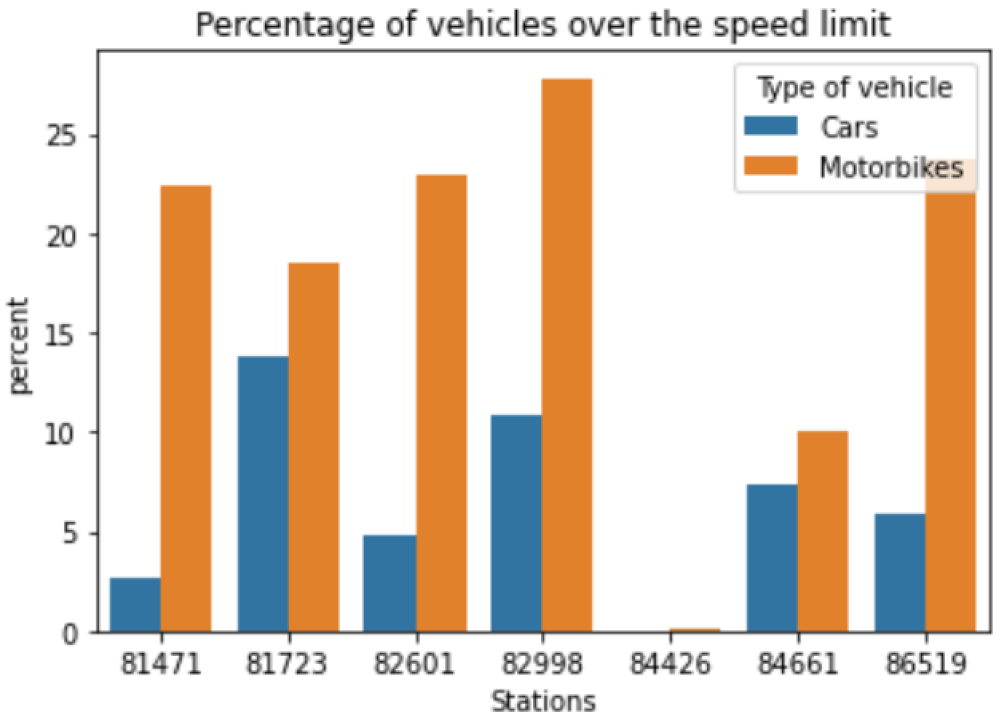 Percentage of vehicles over the speed limit
Type of vehicle
Cars
Motorbikes
percent
25
20
15
10
5
0
81471 81723 82601 82998 84426 84661 86519
Stations